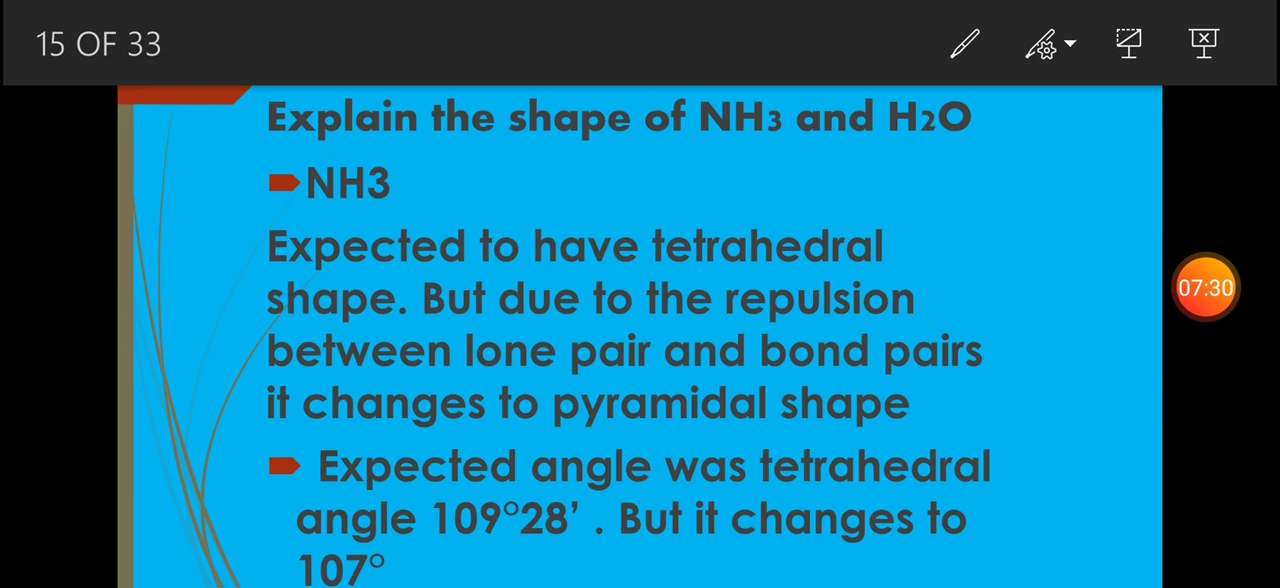 15 OF 33
Explain the shape of NH3 and H2O
NH3
Expected to have tetrahedral
shape. But due to the repulsion
between lone pair and bond pairs
it changes to pyramidal shape
Expected angle was tetrahedral
angle 109°28’ . But it changes to
107°
07:30